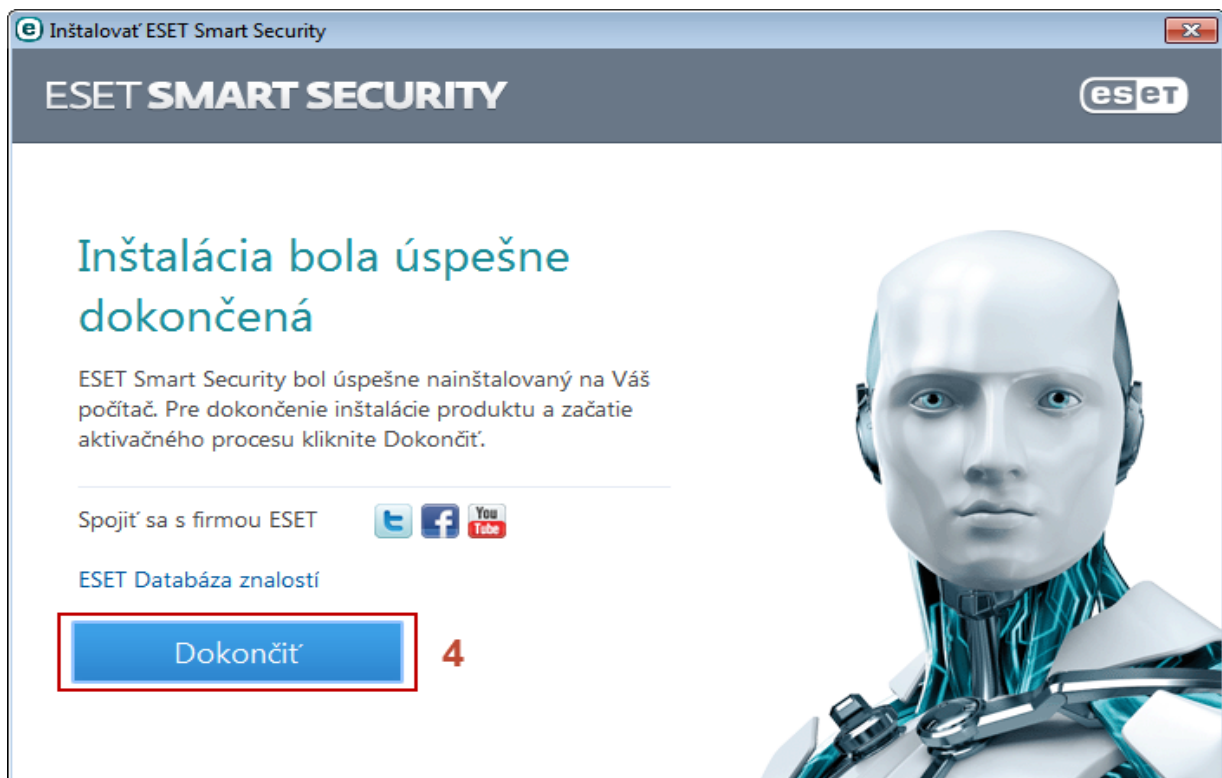 e Inštalovať ESET Smart Security
ESET SMART SECURITY
eseT
Inštalácia bola úspešne
dokončená
ESET Smart Security bol úspešne nainštalovaný na Váš
počítač. Pre dokončenie inštalácie produktu a začatie
aktivačného procesu kliknite Dokončiť.
Spojiť sa s firmou ESET
You
Tube
ESET Databáza znalostí
Dokončiť 4